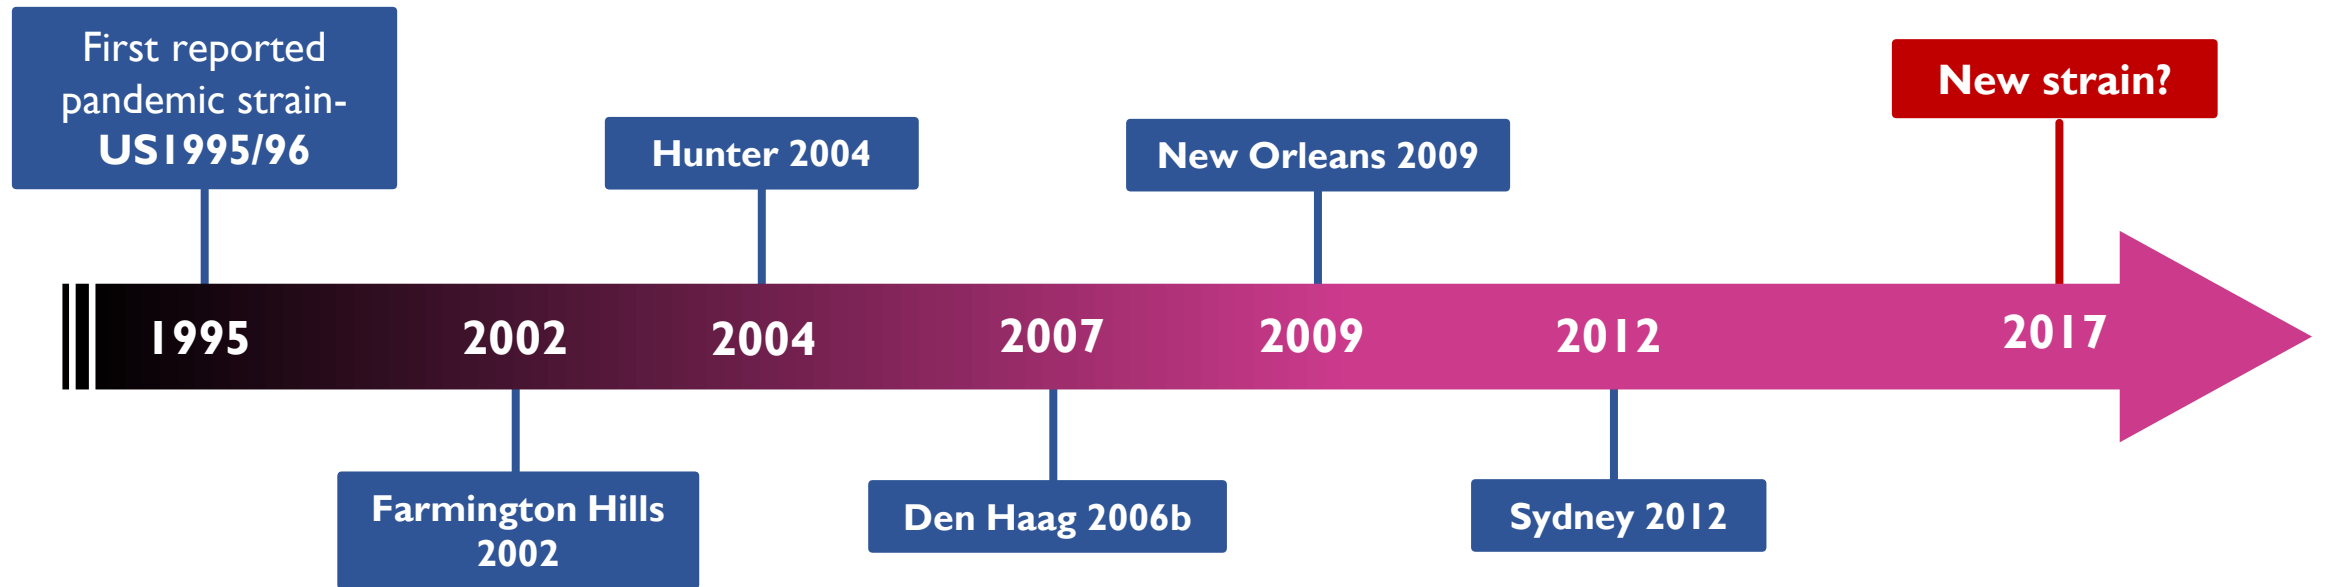 First reported
pandemic strain-
US1995/96
Hunter 2004
New Orleans 2009
New strain?
1995
2002
2004
2007
2009
2012
2017
Farmington Hills
2002
Den Haag 2006b
Sydney 2012